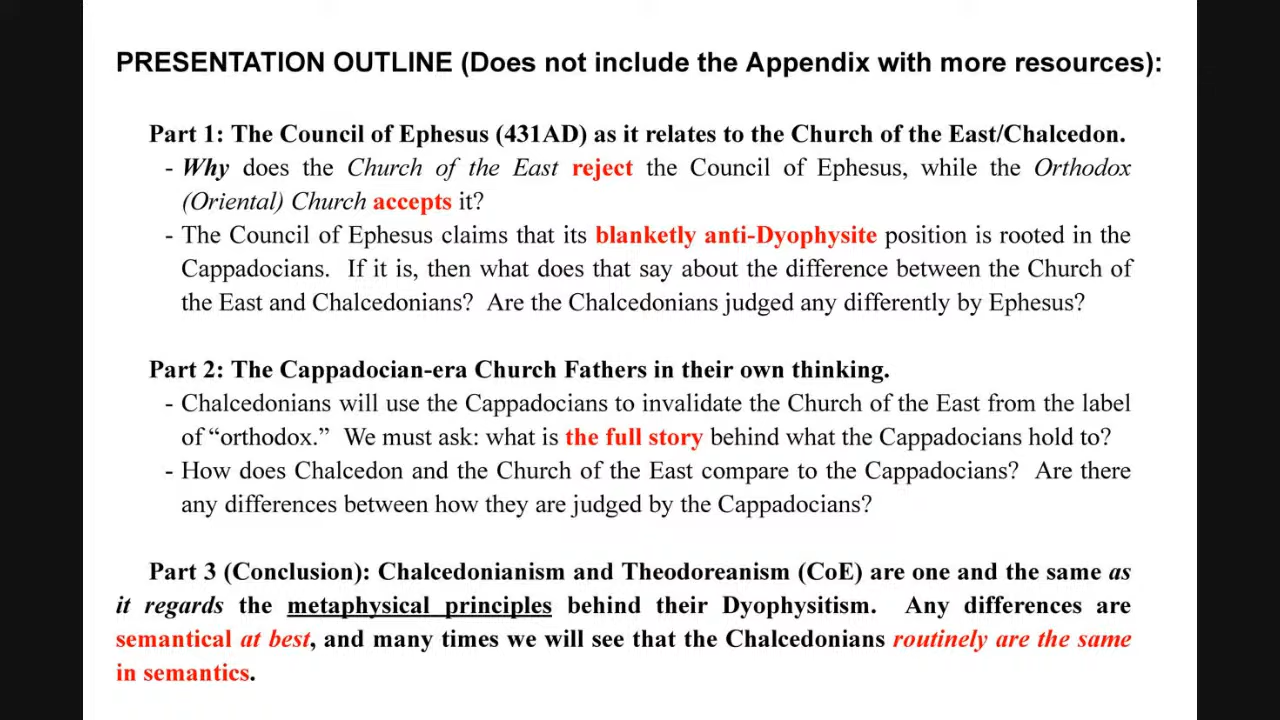 PRESENTATION OUTLINE (Does not include the Appendix with more resources):
Part 1: The Council of Ephesus (431AD) as it relates to the Church of the East/Chalcedon.
- Why does the Church of the East reject the Council of Ephesus, while the Orthodox
(Oriental) Church accepts it?
- The Council of Ephesus claims that its blanketly anti-Dyophysite position is rooted in the
Cappadocians. If it is, then what does that say about the difference between the Church of
the East and Chalcedonians? Are the Chalcedonians judged any differently by Ephesus?
Part 2: The Cappadocian-era Church Fathers in their own thinking.
- Chalcedonians will use the Cappadocians to invalidate the Church of the East from the label
of “orthodox.” We must ask: what is the full story behind what the Cappadocians hold to?
- How does Chalcedon and the Church of the East compare to the Cappadocians? Are there
any differences between how they are judged by the Cappadocians?
Part 3 (Conclusion): Chalcedonianism and Theodoreanism (CoE) are one and the same as
it regards the metaphysical principles behind their Dyophysitism. Any differences are
semantical at best, and many times we will see that the Chalcedonians routinely are the same
in semantics.